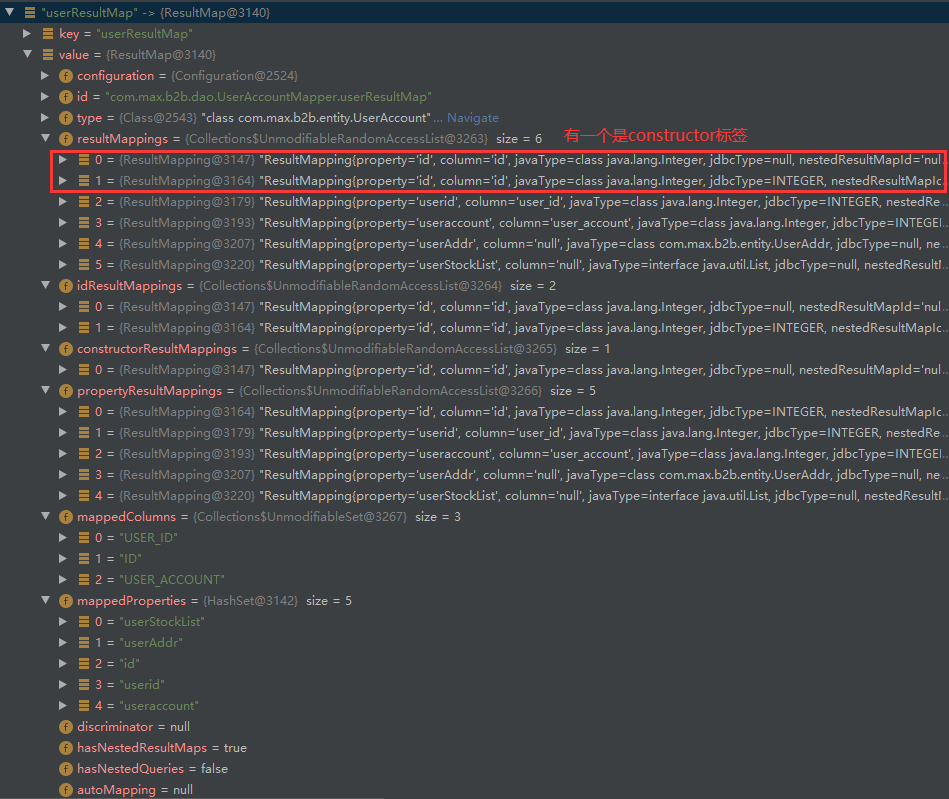 "userResultMap" -> {ResultMap@3140}
key = "userResultMap"
value = {ResultMap@3140}
configuration = {Configuration@2524}
id = "com.max.b2b.dao.UserAccountMapper.userResultMap"
type = {Class@2543} "class com.max.b2b.entity.UserAccount"... Navigate
resultMappings = {Collections$UnmodifiableRandomAccessList@3263} size = 6 有一个是constructor标签
0 = {ResultMapping@3147} "ResultMapping{property='id', column='id', javaType=class java.lang.Integer, jdbcType=null, nestedResultMapId='nul...
1 = {ResultMapping@3164} "ResultMapping{property='id', column='id', javaType=class java.lang.Integer, jdbcType=INTEGER, nestedResultMapIc
2 = {ResultMapping@3179} "ResultMapping{property='userid', column='user_id', javaType=class java.lang.Integer, jdbcType=INTEGER, nestedRe...
3 = {ResultMapping@3193} "ResultMapping{property='useraccount', column='user_account', javaType=class java.lang.Integer, jdbcType=INTEGEI...
4 = {ResultMapping@3207} "ResultMapping{property='userAddr', column='null', javaType=class com.max.b2b.entity.UserAddr, jdbcType=null, ne...
5 = {ResultMapping@3220} "ResultMapping{property='userStockList', column='null', javaType=interface java.util.List, jdbcType=null, nestedResultI...
idResultMappings = {Collections$UnmodifiableRandomAccessList@3264} size = 2
0 = {ResultMapping@3147} "ResultMapping{property='id', column='id', javaType=class java.lang.Integer, jdbcType=null, nestedResultMapId='nul...
1 = {ResultMapping@3164} "ResultMapping{property='id', column='id', javaType=class java.lang.Integer, jdbcType=INTEGER, nestedResultMapIc...
constructorResultMappings = {Collections$UnmodifiableRandomAccessList@3265} size = 1
0 = {ResultMapping@3147} "ResultMapping{property='id', column='id', javaType=class java.lang.Integer, jdbcType=null, nestedResultMapId='nul...
propertyResultMappings = {Collections$UnmodifiableRandomAccessList@3266} size = 5
0 = {ResultMapping@3164} "ResultMapping{property='id', column='id', javaType=class java.lang.Integer, jdbcType=INTEGER, nestedResultMapIc...
1 = {ResultMapping@3179} "ResultMapping{property='userid', column='user_id', javaType=class java.lang.Integer, jdbcType=INTEGER, nestedRe...
2 = {ResultMapping@3193} "ResultMapping{property='useraccount', column='user_account', javaType=class java.lang.Integer, jdbcType=INTEGEI...
3 = {ResultMapping@3207} "ResultMapping{property='userAddr', column='null', javaType=class com.max.b2b.entity.UserAddr, jdbcType=null, ne...
4 = {ResultMapping@3220} "ResultMapping{property='userStockList', column='null', javaType=interface java.util.List, jdbcType=null, nestedResultI...
mappedColumns = {Collections$UnmodifiableSet@3267} size = 3
0 = "USER_ID"
1 = "ID"
2 = "USER_ACCOUNT"
mappedProperties = {HashSet@3142} size = 5
0 = "userStockList"
1 = "userAddr"
2 = "id"
3 = "userid"
4 = "useraccount"
discriminator = null
hasNestedResultMaps = true
hasNestedQueries = false
autoMapping = null